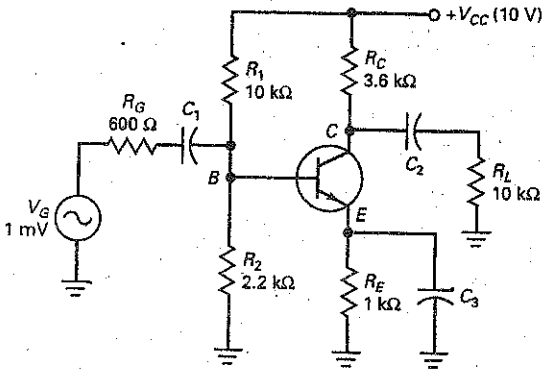 +V_CC (10 V)
R_1
10 kΩ
R_C
3.6 kΩ
R_G
600 Ω
C_1
C
C_2
R_L
10 kΩ
B
V_G
1 mV
E
R_2
2.2 kΩ
R_E
1 kΩ
C_3